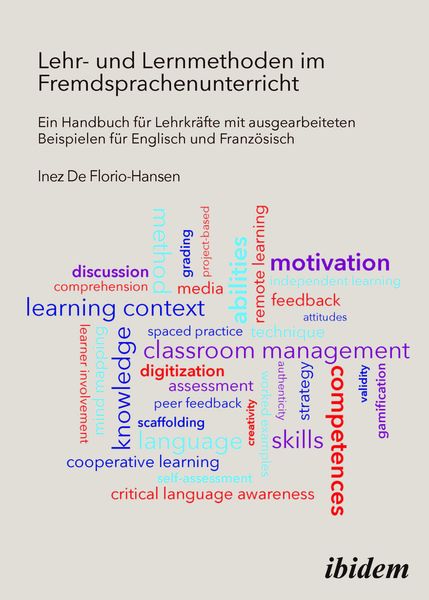 Lehr- und Lernmethoden im
Fremdsprachenunterricht
Ein Handbuch für Lehrkräfte mit ausgearbeiteten
Beispielen für Englisch und Französisch
Inez De Florio-Hansen
method
grading
project-based
abilities
remote learning
motivation
discussion
independent learning
comprehension
media
feedback
learning context
attitudes
learner involvement
mind mapping
knowledge
spaced practice
technique
classroom management
digitization
assessment
authenticity
strategy
competences
validity
gamification
peer feedback
creativity
worked examples
scaffolding
language
skills
cooperative learning
self-assessment
critical language awareness
ibidem